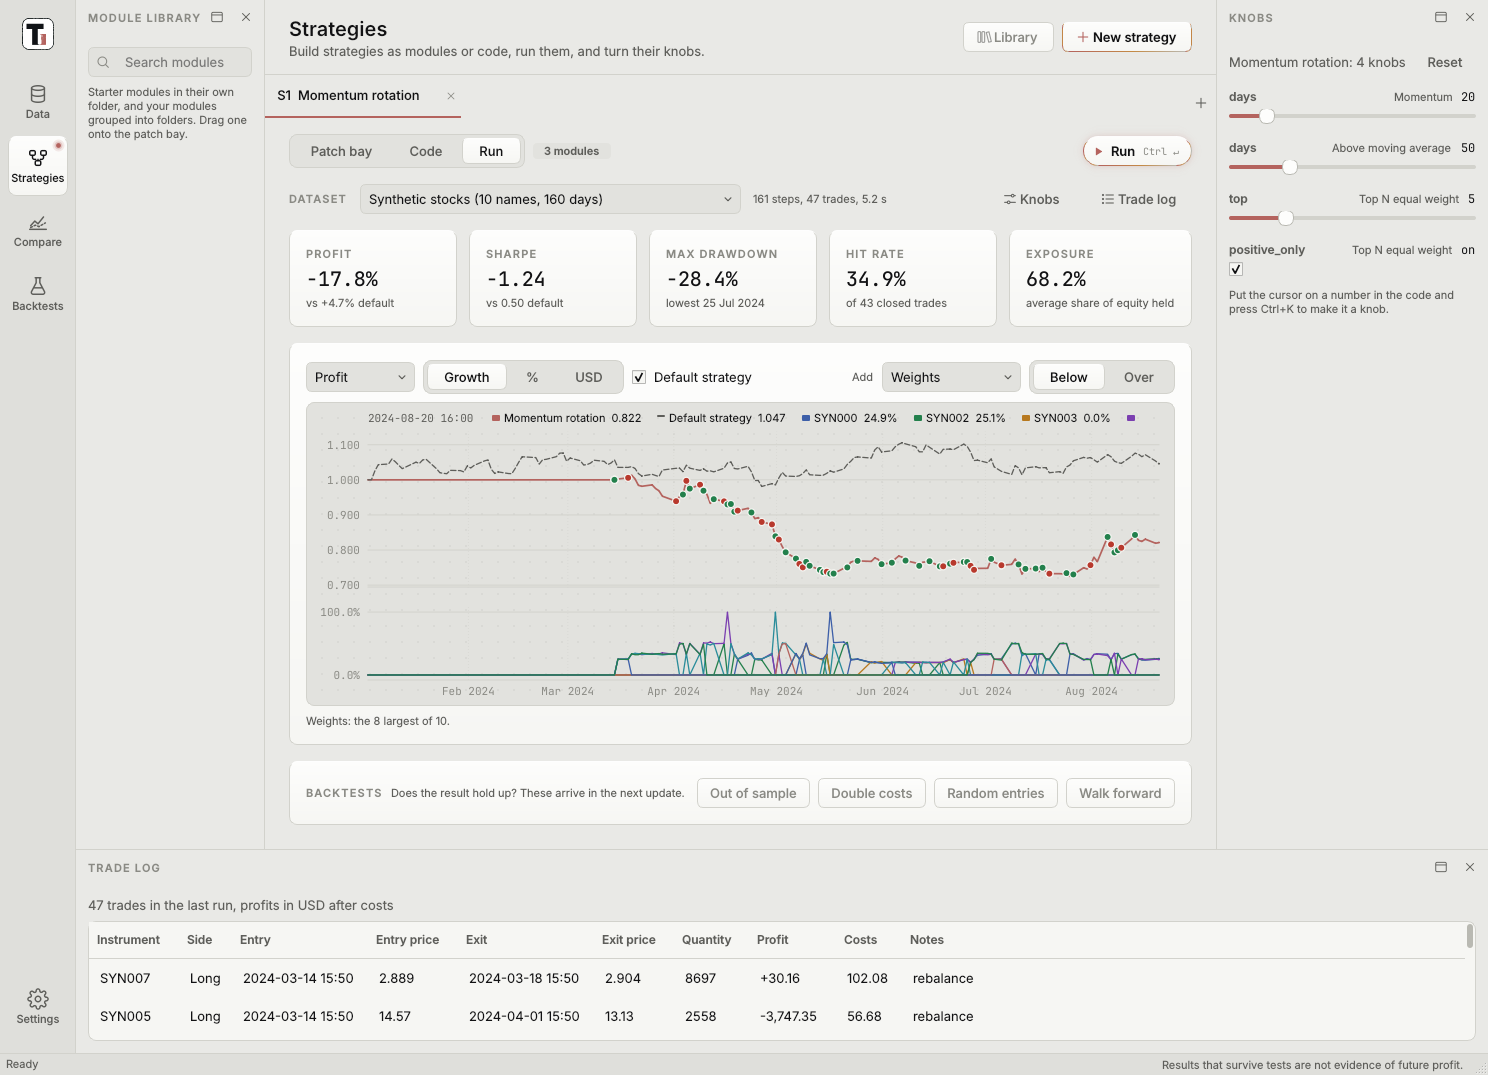 MODULE LIBRARY
Search modules
Starter modules in their own
folder, and your modules
grouped into folders. Drag one
onto the patch bay.
Data
Strategies
Compare
Backtests
Settings
Strategies
Build strategies as modules or code, run them, and turn their knobs.
Library
+ New strategy
S1 Momentum rotation
Patch bay Code Run 3 modules
Run Ctrl ↵
DATASET Synthetic stocks (10 names, 160 days) 161 steps, 47 trades, 5.2 s Knobs Trade log
PROFIT
-17.8%
vs +4.7% default
SHARPE
-1.24
vs 0.50 default
MAX DRAWDOWN
-28.4%
lowest 25 Jul 2024
HIT RATE
34.9%
of 43 closed trades
EXPOSURE
68.2%
average share of equity held
Profit Growth % USD Default strategy Add Weights Below Over
2024-08-20 16:00 Momentum rotation 0.822 Default strategy 1.047 SYN000 24.9% SYN002 25.1% SYN003 0.0%
1.100
1.000
0.900
0.800
0.700
100.0%
0.0%
Feb 2024 Mar 2024 Apr 2024 May 2024 Jun 2024 Jul 2024 Aug 2024
Weights: the 8 largest of 10.
BACKTESTS Does the result hold up? These arrive in the next update. Out of sample Double costs Random entries Walk forward
KNOBS
Momentum rotation: 4 knobs Reset
days Momentum 20
days Above moving average 50
top Top N equal weight 5
positive_only Top N equal weight on
Put the cursor on a number in the code and
press Ctrl+K to make it a knob.
TRADE LOG
47 trades in the last run, profits in USD after costs
Instrument Side Entry Entry price Exit Exit price Quantity Profit Costs Notes
SYN007 Long 2024-03-14 15:50 2.889 2024-03-18 15:50 2.904 8697 +30.16 102.08 rebalance
SYN005 Long 2024-03-14 15:50 14.57 2024-04-01 15:50 13.13 2558 -3,747.35 56.68 rebalance
Ready
Results that survive tests are not evidence of future profit.